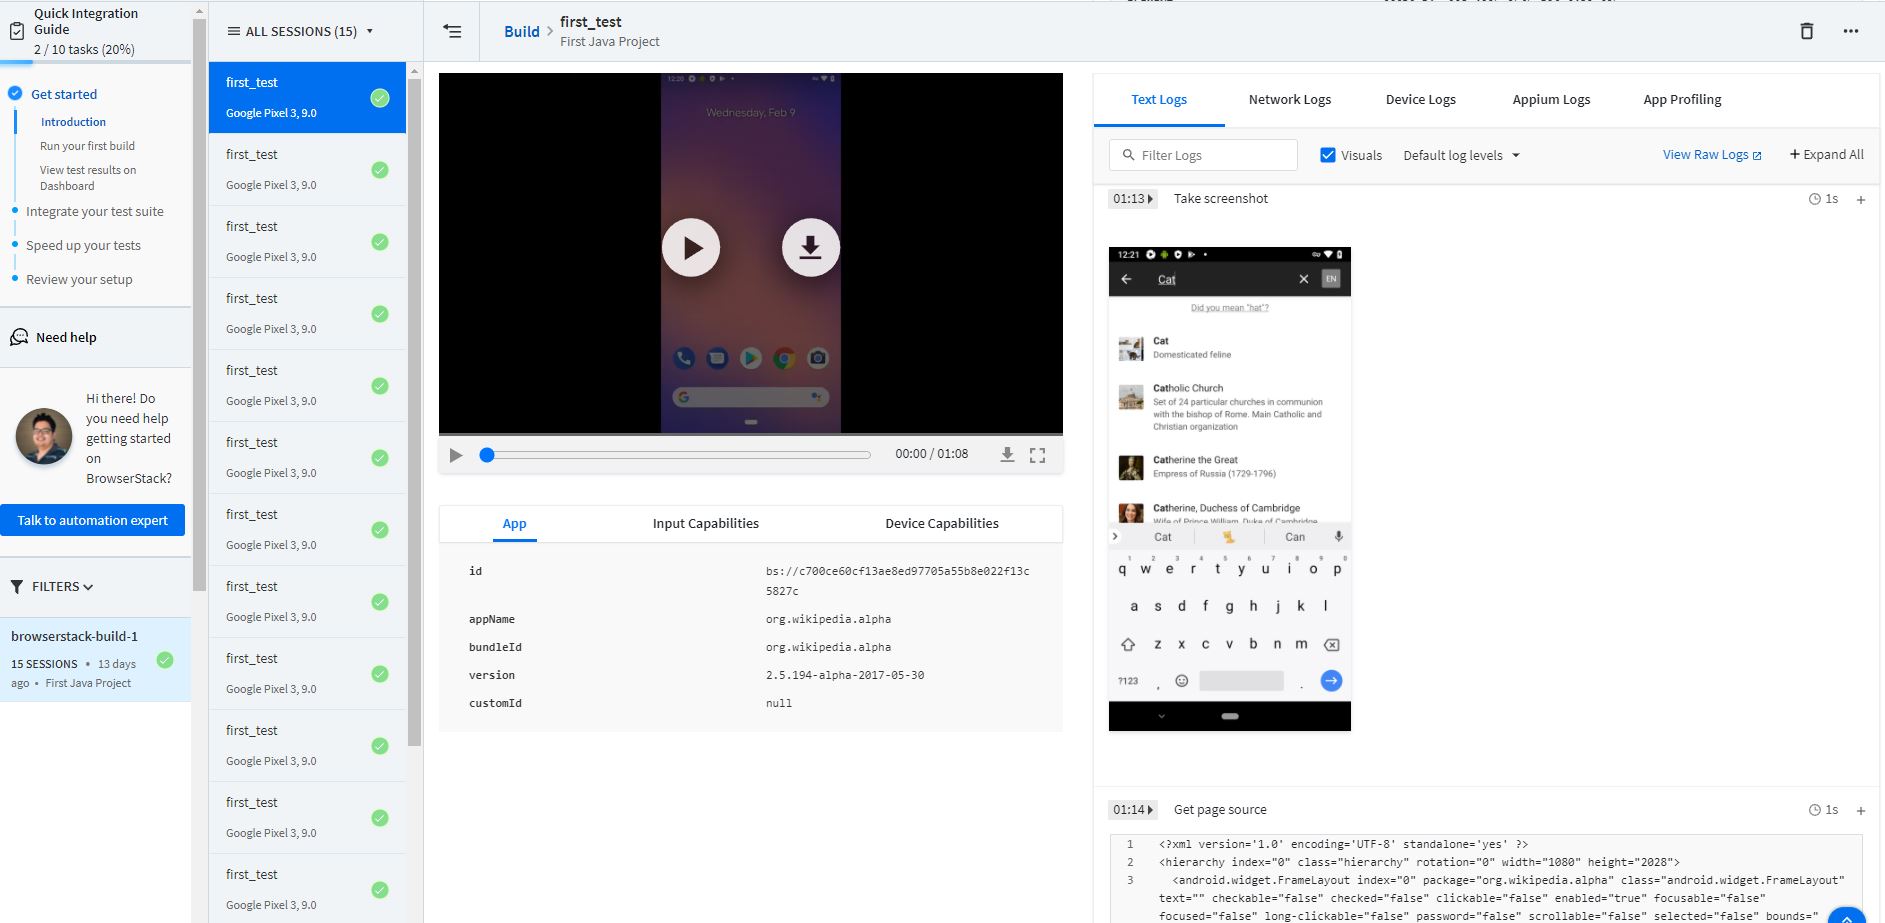 Quick Integration
Guide
2 / 10 tasks (20%)
Get started
Introduction
Run your first build
View test results on
Dashboard
Integrate your test suite
Speed up your tests
Review your setup
Need help
Hi there! Do
you need help
getting started
on
BrowserStack?
Talk to automation expert
FILTERS
browserstack-build-1
15 SESSIONS • 13 days
ago • First Java Project
ALL SESSIONS (15)
first_test
Google Pixel 3, 9.0
first_test
Google Pixel 3, 9.0
first_test
Google Pixel 3, 9.0
first_test
Google Pixel 3, 9.0
first_test
Google Pixel 3, 9.0
first_test
Google Pixel 3, 9.0
first_test
Google Pixel 3, 9.0
first_test
Google Pixel 3, 9.0
first_test
Google Pixel 3, 9.0
first_test
Google Pixel 3, 9.0
first_test
Google Pixel 3, 9.0
first_test
Google Pixel 3, 9.0
Build > first_test
First Java Project
12:20
Wednesday, Feb 9
00:00 / 01:08
App Input Capabilities Device Capabilities
id bs://c700ce60cf13ae8ed97705a55b8e022f13c
5827c
appName org.wikipedia.alpha
bundleId org.wikipedia.alpha
version 2.5.194-alpha-2017-05-30
customId null
Text Logs Network Logs Device Logs Appium Logs App Profiling
Filter Logs Visuals Default log levels View Raw Logs + Expand All
01:13 Take screenshot 1s +
12:21
Cat EN
Did you mean "hat"?
Cat
Domesticated feline
Catholic Church
Set of 24 particular churches in communion
with the bishop of Rome. Main Catholic and
Christian organization
Catherine the Great
Empress of Russia (1729-1796)
Catherine, Duchess of Cambridge
Wife of Prince William, Duke of Cambridge
Cat Can
1 2 3 4 5 6 7 8 9 0
q w e r t y u i o p
a s d f g h j k l
z x c v b n m
?123 , .
01:14 Get page source 1s +
1 <?xml version='1.0' encoding='UTF-8' standalone='yes' ?>
2 <hierarchy index="0" class="hierarchy" rotation="0" width="1080" height="2028">
3 <android.widget.FrameLayout index="0" package="org.wikipedia.alpha" class="android.widget.FrameLayout"
text="" checkable="false" checked="false" clickable="false" enabled="true" focusable="false"
focused="false" long-clickable="false" password="false" scrollable="false" selected="false" bounds="